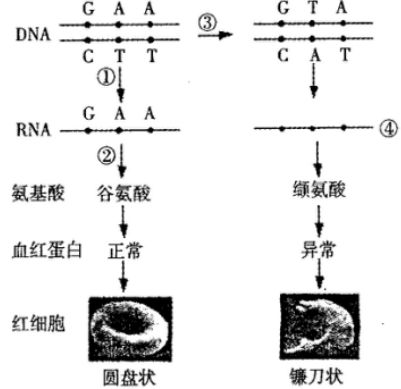 G A A
G T A
DNA
③
C T T
C A T
①
G A A
RNA
④
②
氨基酸 谷氨酸 缬氨酸
血红蛋白 正常 异常
红细胞
圆盘状 镰刀状